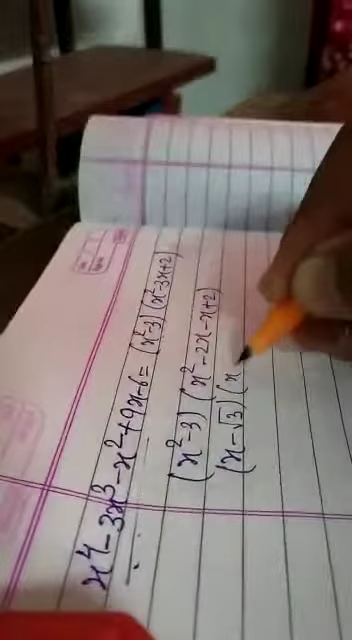 x⁴-3x³-x²+9x-6= (x²-3)(x²-3x+2)
(x²-3)(x²-2x-x+2)
(x-√3)(x